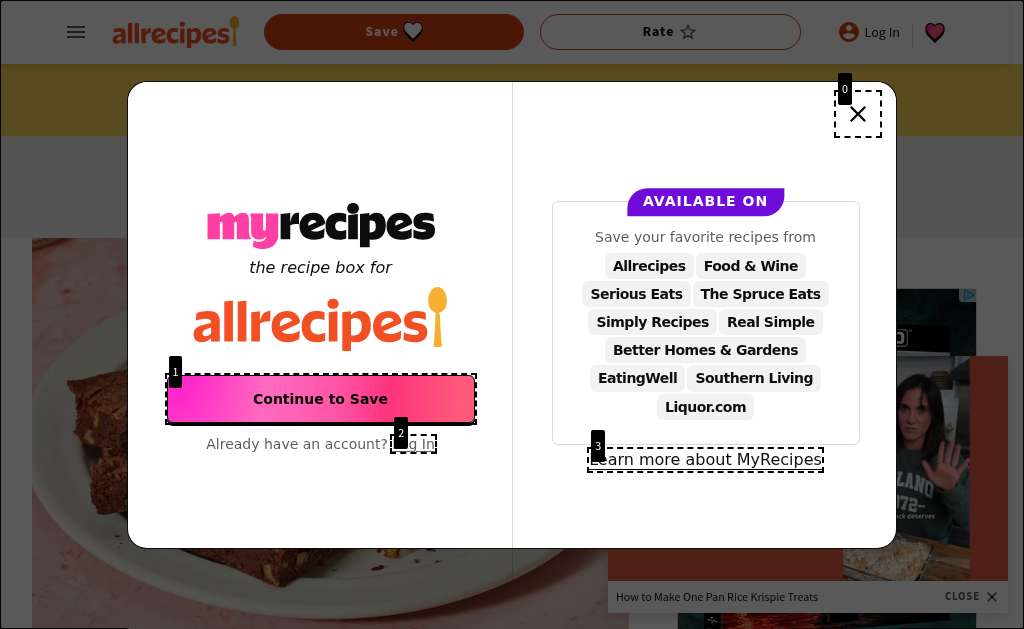 allrecipes
Save
Rate
Log In
0
myrecipes
the recipe box for
allrecipes
1
Continue to Save
Already have an account?
2
AVAILABLE ON
Save your favorite recipes from
Allrecipes
Food & Wine
Serious Eats
The Spruce Eats
Simply Recipes
Real Simple
Better Homes & Gardens
EatingWell
Southern Living
Liquor.com
3
Learn more about MyRecipes
How to Make One Pan Rice Krispie Treats
CLOSE